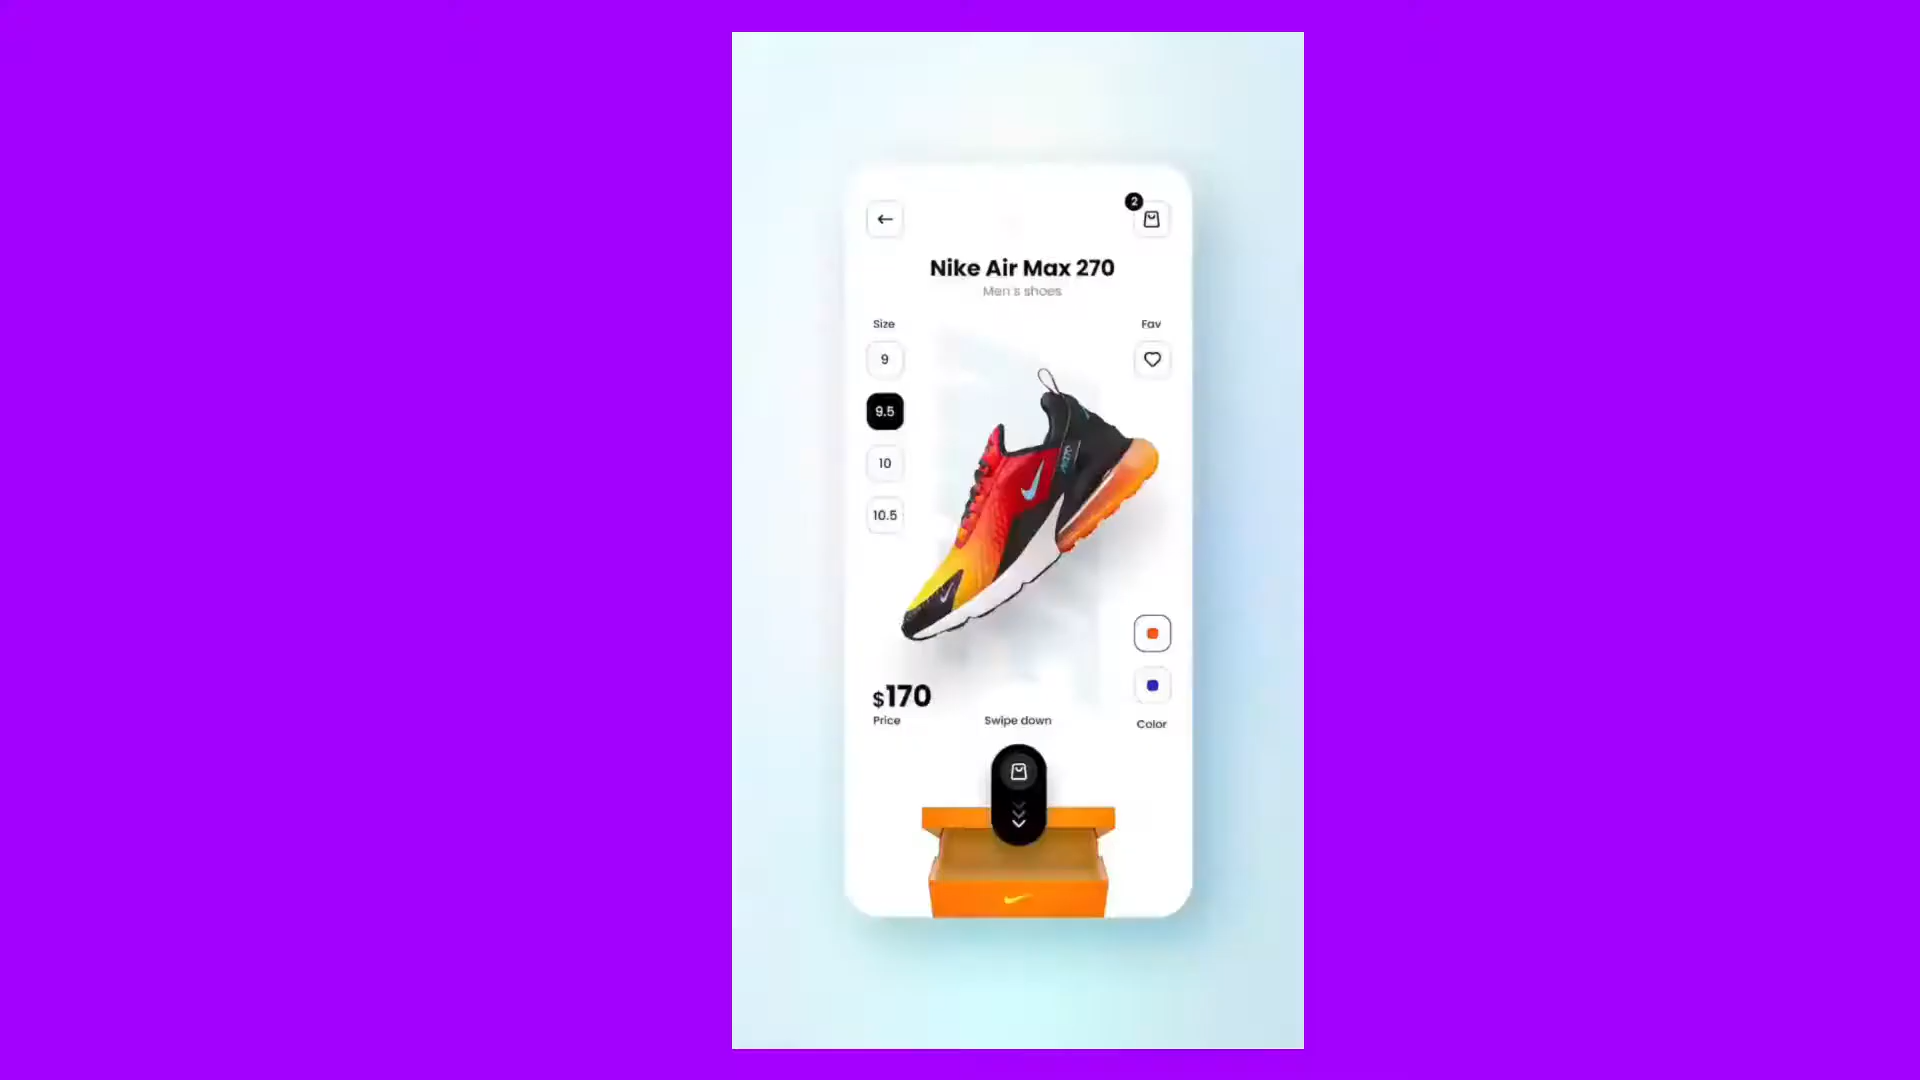 2
Nike Air Max 270
Men's shoes
Size
Fav
9
9.5
10
10.5
$170
Price
Swipe down
Color